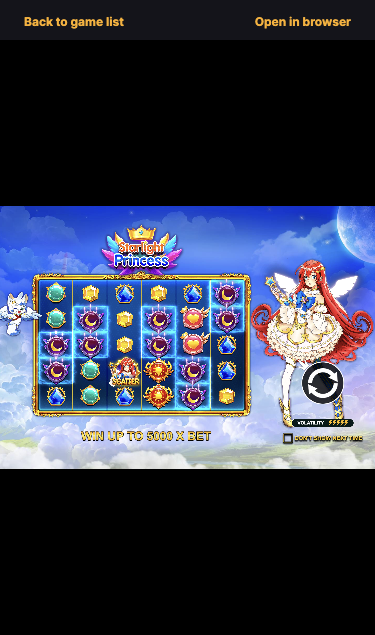 Back to game list
Open in browser
Starlight
Princess
SCATTER
WIN UP TO 5000 X BET
VOLATILITY
DON'T SHOW NEXT TIME